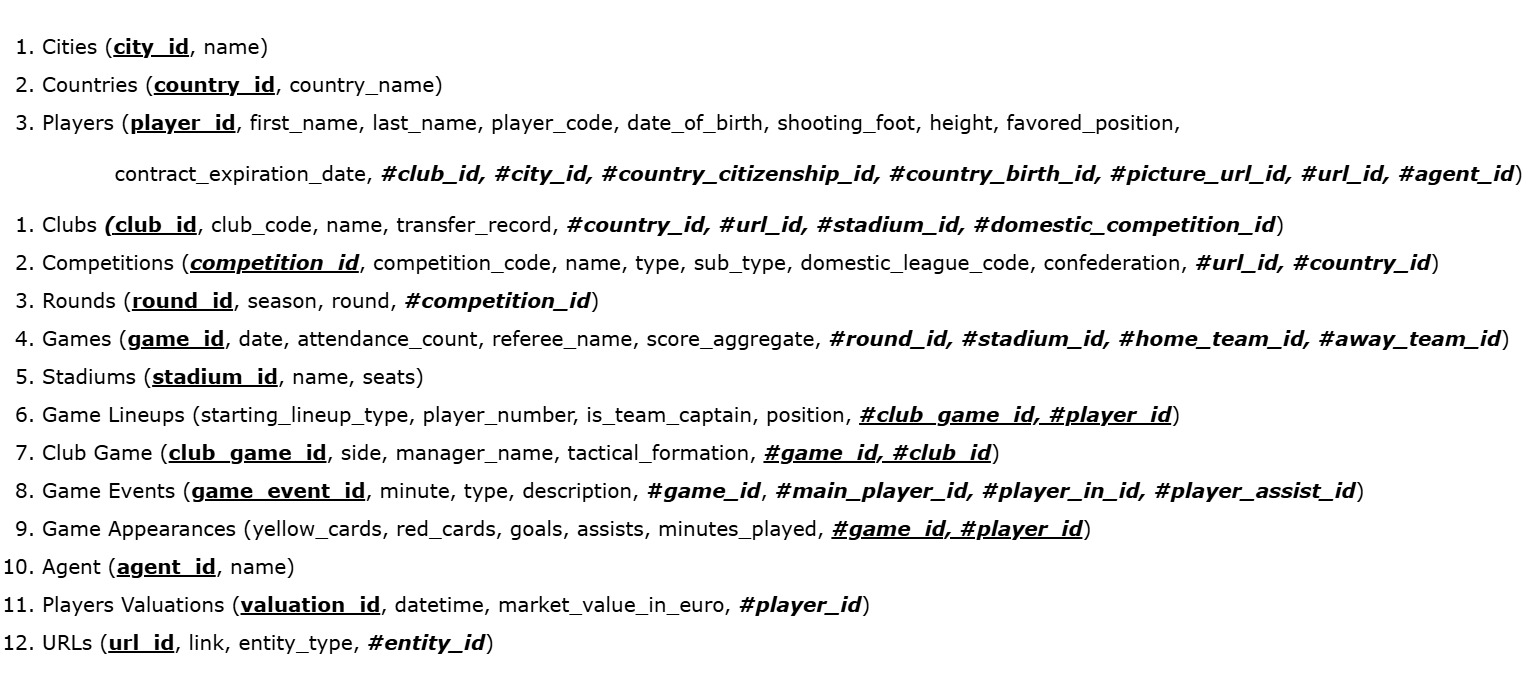 1. Cities (city_id, name)
2. Countries (country_id, country_name)
3. Players (player_id, first_name, last_name, player_code, date_of_birth, shooting_foot, height, favored_position,
contract_expiration_date, #club_id, #city_id, #country_citizenship_id, #country_birth_id, #picture_url_id, #url_id, #agent_id)
1. Clubs (club_id, club_code, name, transfer_record, #country_id, #url_id, #stadium_id, #domestic_competition_id)
2. Competitions (competition_id, competition_code, name, type, sub_type, domestic_league_code, confederation, #url_id, #country_id)
3. Rounds (round_id, season, round, #competition_id)
4. Games (game_id, date, attendance_count, referee_name, score_aggregate, #round_id, #stadium_id, #home_team_id, #away_team_id)
5. Stadiums (stadium_id, name, seats)
6. Game Lineups (starting_lineup_type, player_number, is_team_captain, position, #club_game_id, #player_id)
7. Club Game (club_game_id, side, manager_name, tactical_formation, #game_id, #club_id)
8. Game Events (game_event_id, minute, type, description, #game_id, #main_player_id, #player_in_id, #player_assist_id)
9. Game Appearances (yellow_cards, red_cards, goals, assists, minutes_played, #game_id, #player_id)
10. Agent (agent_id, name)
11. Players Valuations (valuation_id, datetime, market_value_in_euro, #player_id)
12. URLs (url_id, link, entity_type, #entity_id)